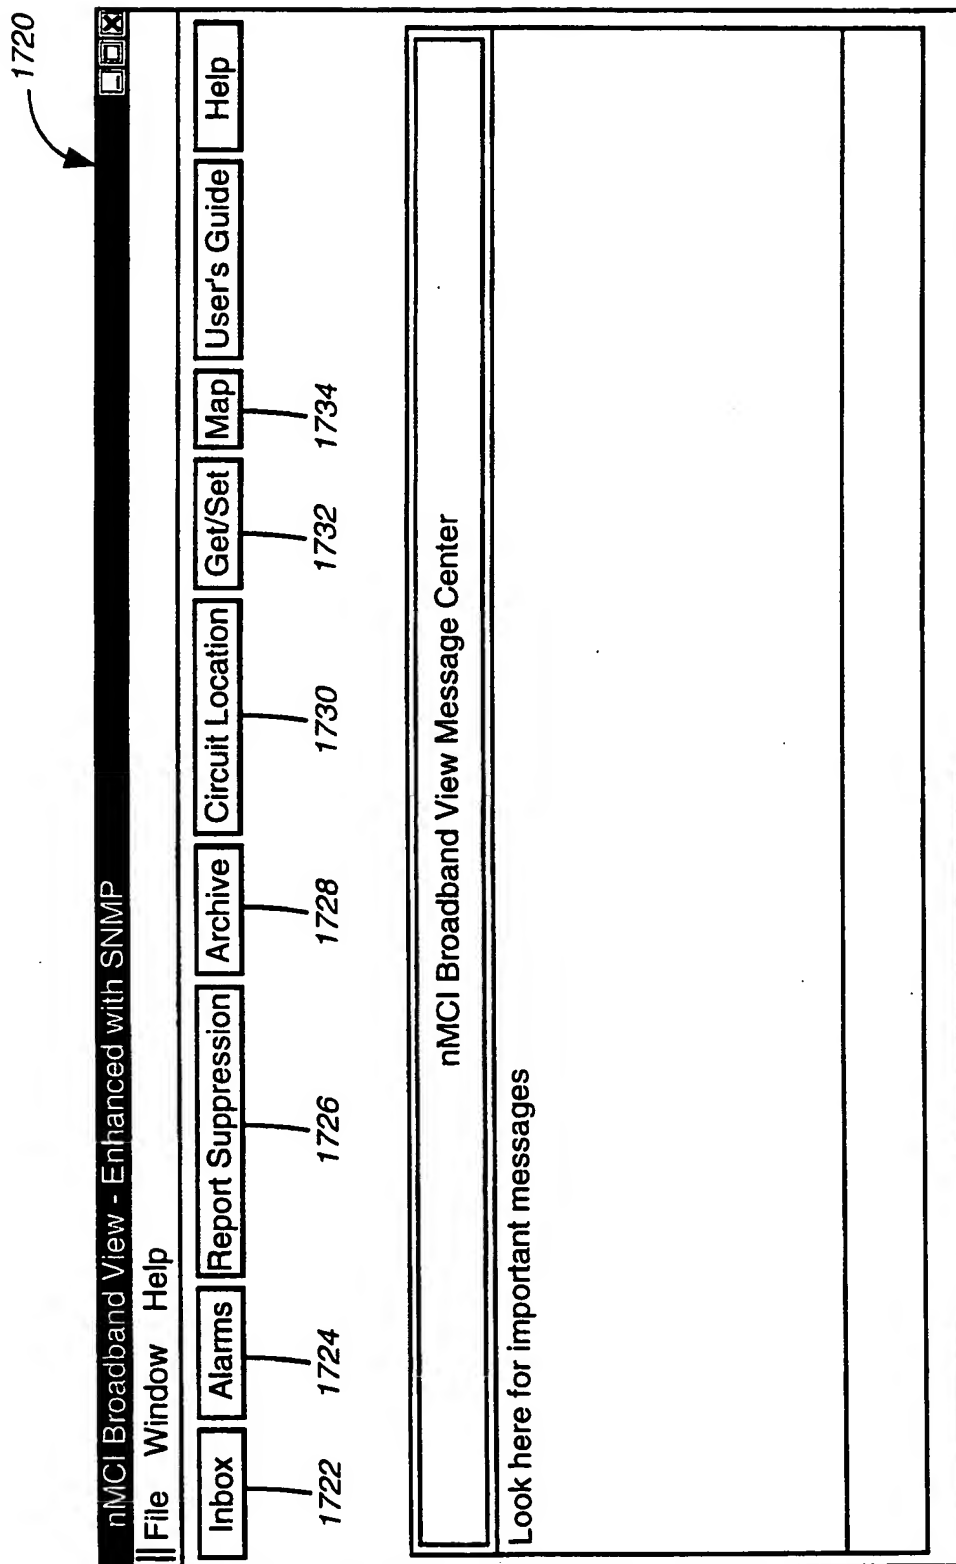 1720
nMCI Broadband View - Enhanced with SNMP
File Window Help
Inbox Alarms Report Suppression Archive Circuit Location Get/Set Map User's Guide Help
1722 1724 1726 1728 1730 1732 1734
nMCI Broadband View Message Center
Look here for important messages